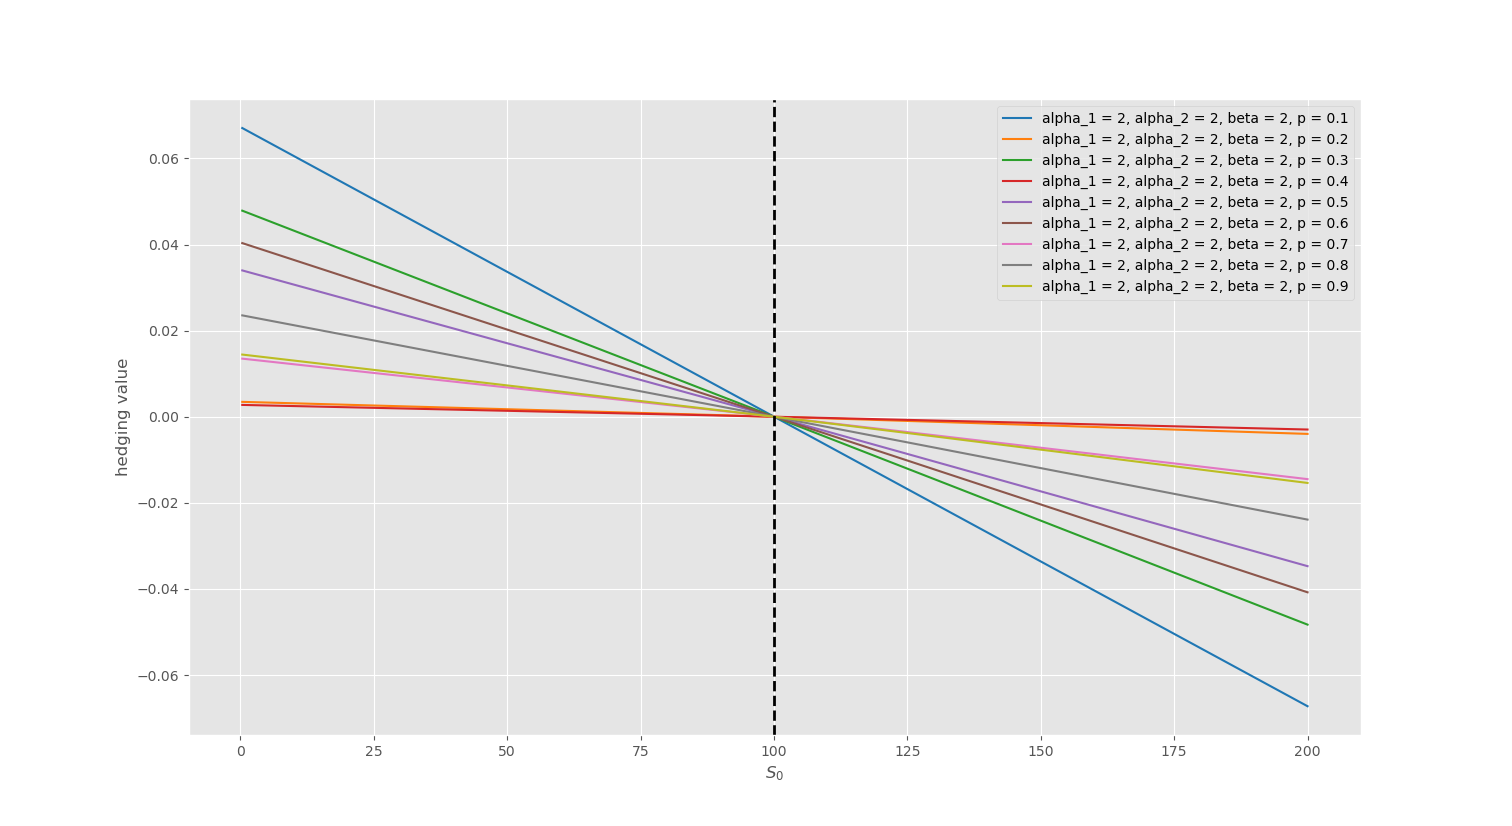 alpha_1 = 2, alpha_2 = 2, beta = 2, p = 0.1
alpha_1 = 2, alpha_2 = 2, beta = 2, p = 0.2
alpha_1 = 2, alpha_2 = 2, beta = 2, p = 0.3
alpha_1 = 2, alpha_2 = 2, beta = 2, p = 0.4
alpha_1 = 2, alpha_2 = 2, beta = 2, p = 0.5
alpha_1 = 2, alpha_2 = 2, beta = 2, p = 0.6
alpha_1 = 2, alpha_2 = 2, beta = 2, p = 0.7
alpha_1 = 2, alpha_2 = 2, beta = 2, p = 0.8
alpha_1 = 2, alpha_2 = 2, beta = 2, p = 0.9
hedging value
0.06
0.04
0.02
0.00
−0.02
−0.04
−0.06
0 25 50 75 100 125 150 175 200
S₀